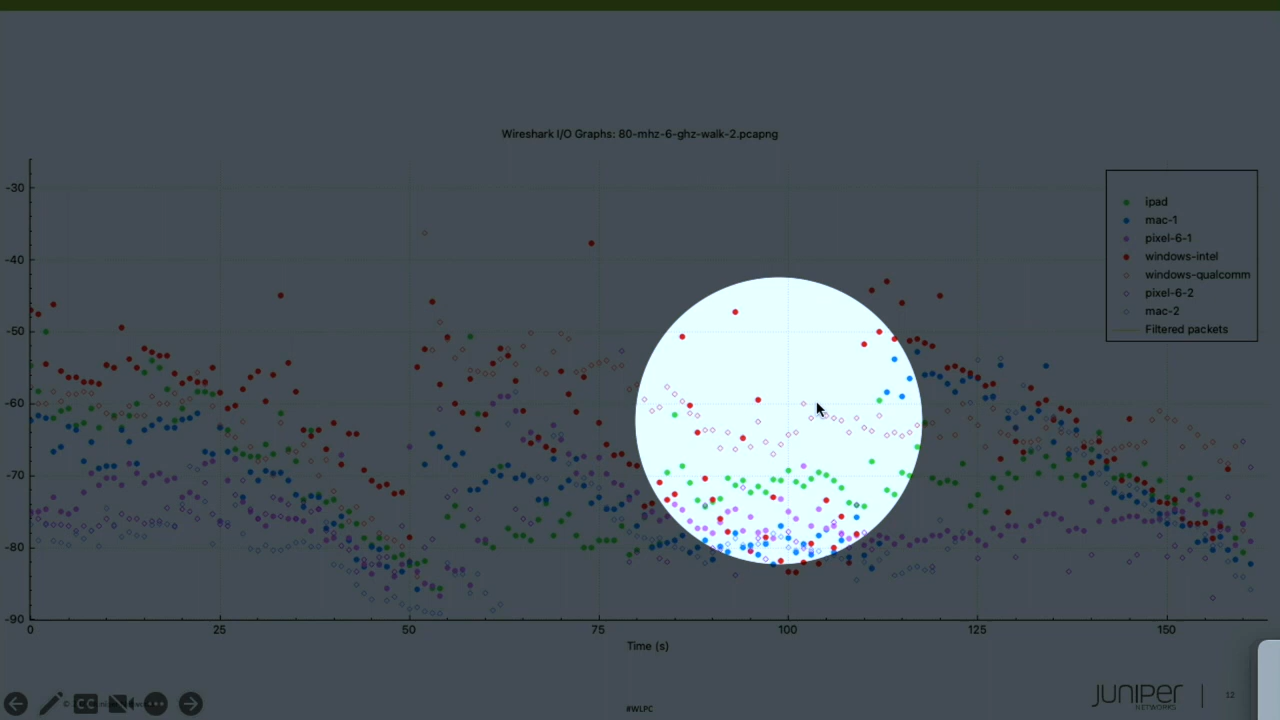 Wireshark I/O Graphs: 80-mhz-6-ghz-walk-2.pcapng
-30
-40
-50
-60
-70
-80
-90
0
25
50
75
100
125
150
Time (s)
ipad
mac-1
pixel-6-1
windows-intel
windows-qualcomm
pixel-6-2
mac-2
Filtered packets
CC
#WLPC
JUNIPER
NETWORKS
12